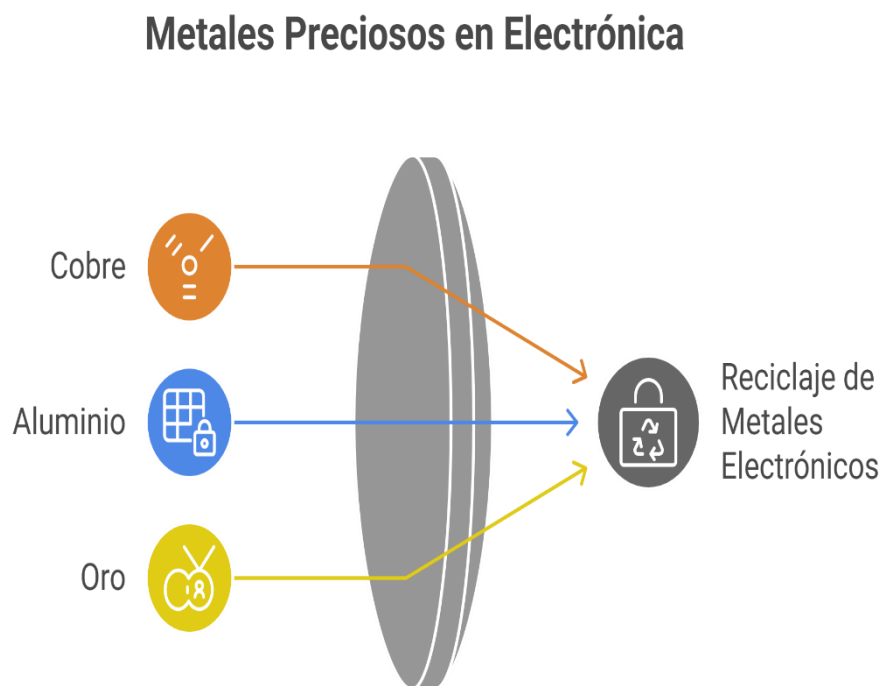 Metales Preciosos en Electrónica
Cobre
Aluminio
Oro
Reciclaje de
Metales
Electrónicos